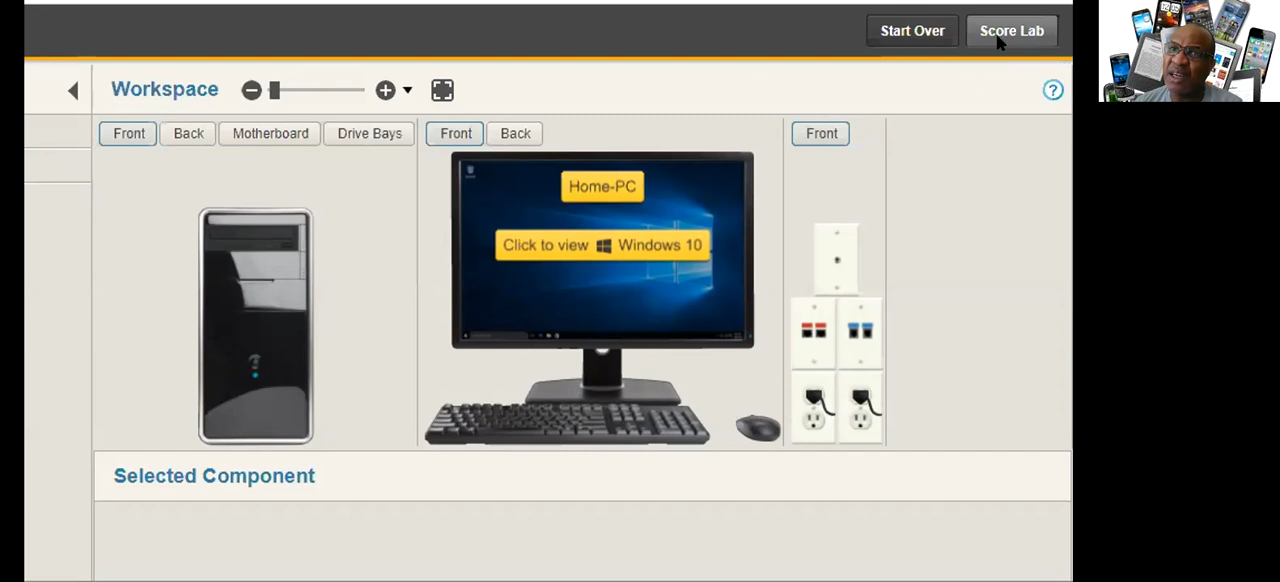 Start Over
Score Lab
Workspace
?
Front
Back
Motherboard
Drive Bays
Front
Back
Front
Home-PC
Click to view Windows 10
Selected Component